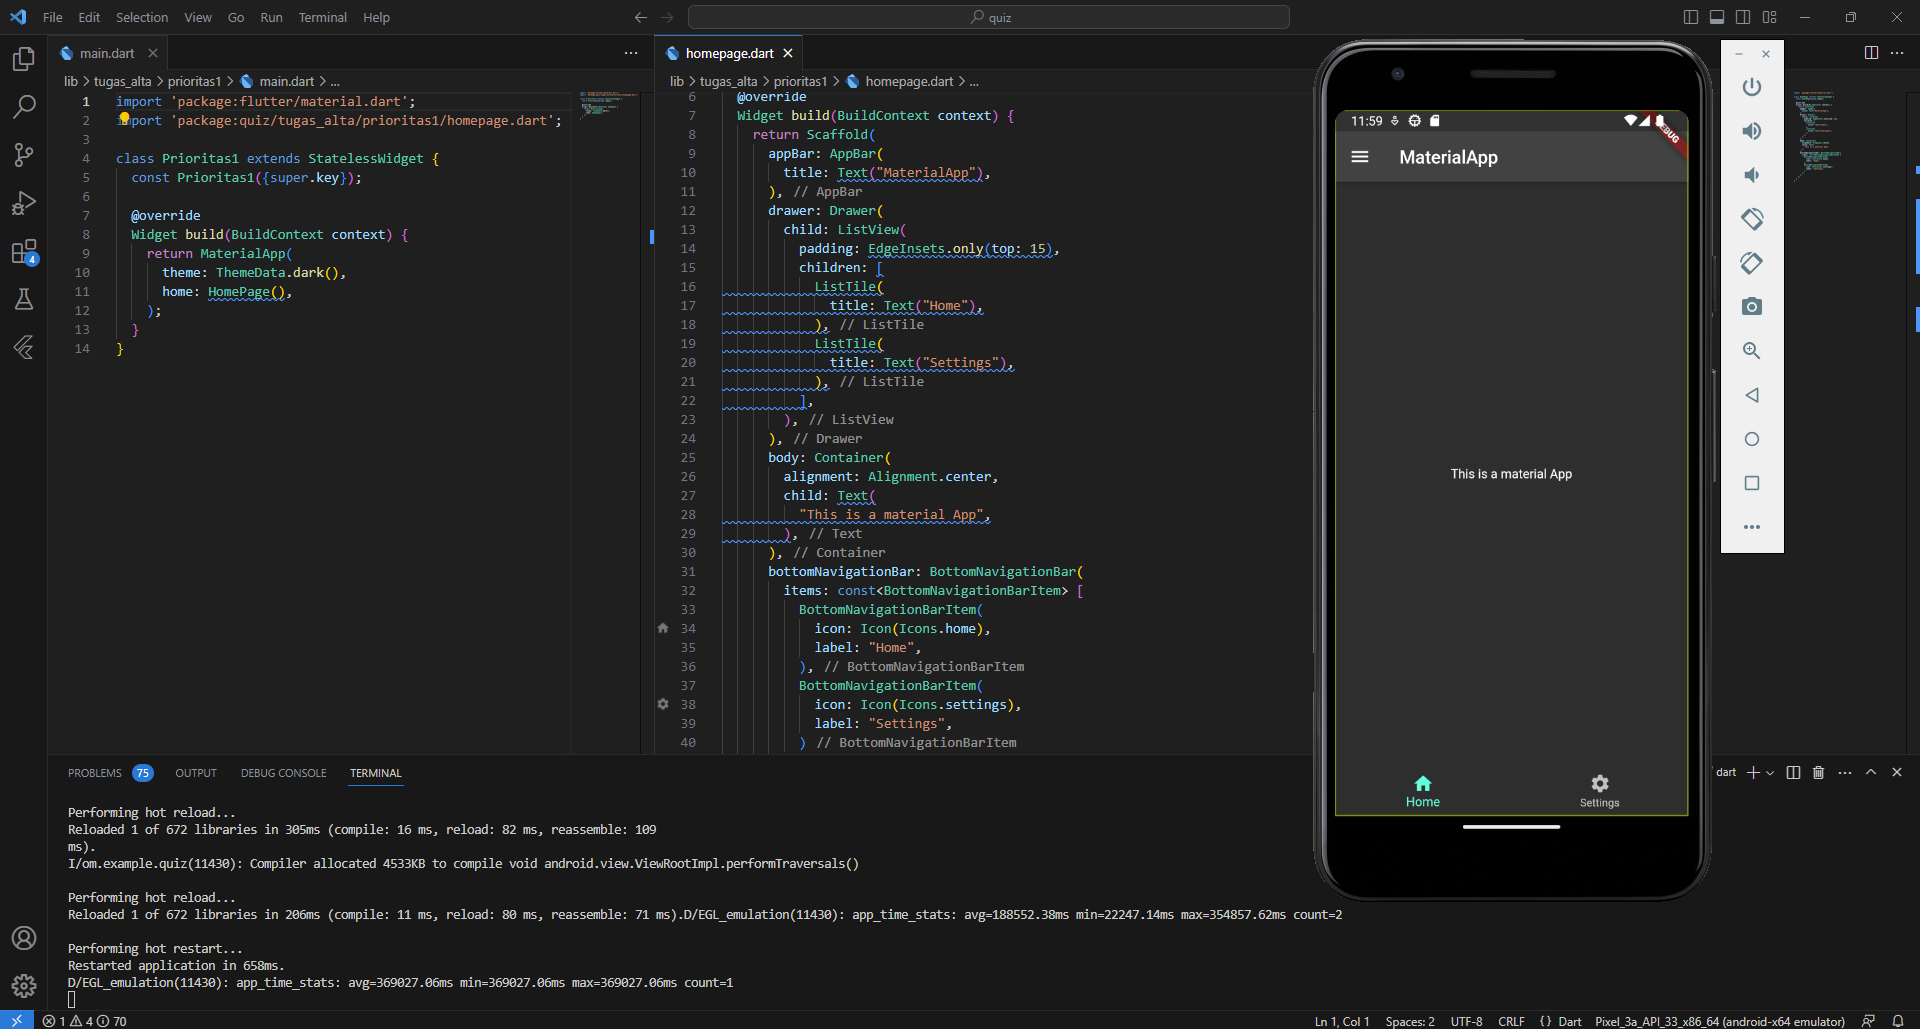 File Edit Selection View Go Run Terminal Help
quiz
main.dart
homepage.dart
lib > tugas_alta > prioritas1 > main.dart > ...
1 import 'package:flutter/material.dart';
2 import 'package:quiz/tugas_alta/prioritas1/homepage.dart';
3
4 class Prioritas1 extends StatelessWidget {
5 const Prioritas1({super.key});
6
7 @override
8 Widget build(BuildContext context) {
9 return MaterialApp(
10 theme: ThemeData.dark(),
11 home: HomePage(),
12 );
13 }
14 }
lib > tugas_alta > prioritas1 > homepage.dart > ...
6 @override
7 Widget build(BuildContext context) {
8 return Scaffold(
9 appBar: AppBar(
10 title: Text("MaterialApp"),
11 ), // AppBar
12 drawer: Drawer(
13 child: ListView(
14 padding: EdgeInsets.only(top: 15),
15 children: [
16 ListTile(
17 title: Text("Home"),
18 ), // ListTile
19 ListTile(
20 title: Text("Settings"),
21 ), // ListTile
22 ],
23 ), // ListView
24 ), // Drawer
25 body: Container(
26 alignment: Alignment.center,
27 child: Text(
28 "This is a material App",
29 ), // Text
30 ), // Container
31 bottomNavigationBar: BottomNavigationBar(
32 items: const<BottomNavigationBarItem> [
33 BottomNavigationBarItem(
34 icon: Icon(Icons.home),
35 label: "Home",
36 ), // BottomNavigationBarItem
37 BottomNavigationBarItem(
38 icon: Icon(Icons.settings),
39 label: "Settings",
40 ) // BottomNavigationBarItem
11:59
DEBUG
MaterialApp
This is a material App
Home
Settings
4
PROBLEMS 75 OUTPUT DEBUG CONSOLE TERMINAL
dart
Performing hot reload...
Reloaded 1 of 672 libraries in 305ms (compile: 16 ms, reload: 82 ms, reassemble: 109
ms).
I/om.example.quiz(11430): Compiler allocated 4533KB to compile void android.view.ViewRootImpl.performTraversals()
Performing hot reload...
Reloaded 1 of 672 libraries in 206ms (compile: 11 ms, reload: 80 ms, reassemble: 71 ms).D/EGL_emulation(11430): app_time_stats: avg=188552.38ms min=22247.14ms max=354857.62ms count=2
Performing hot restart...
Restarted application in 658ms.
D/EGL_emulation(11430): app_time_stats: avg=369027.06ms min=369027.06ms max=369027.06ms count=1
1 4 70
Ln 1, Col 1 Spaces: 2 UTF-8 CRLF {} Dart Pixel_3a_API_33_x86_64 (android-x64 emulator)